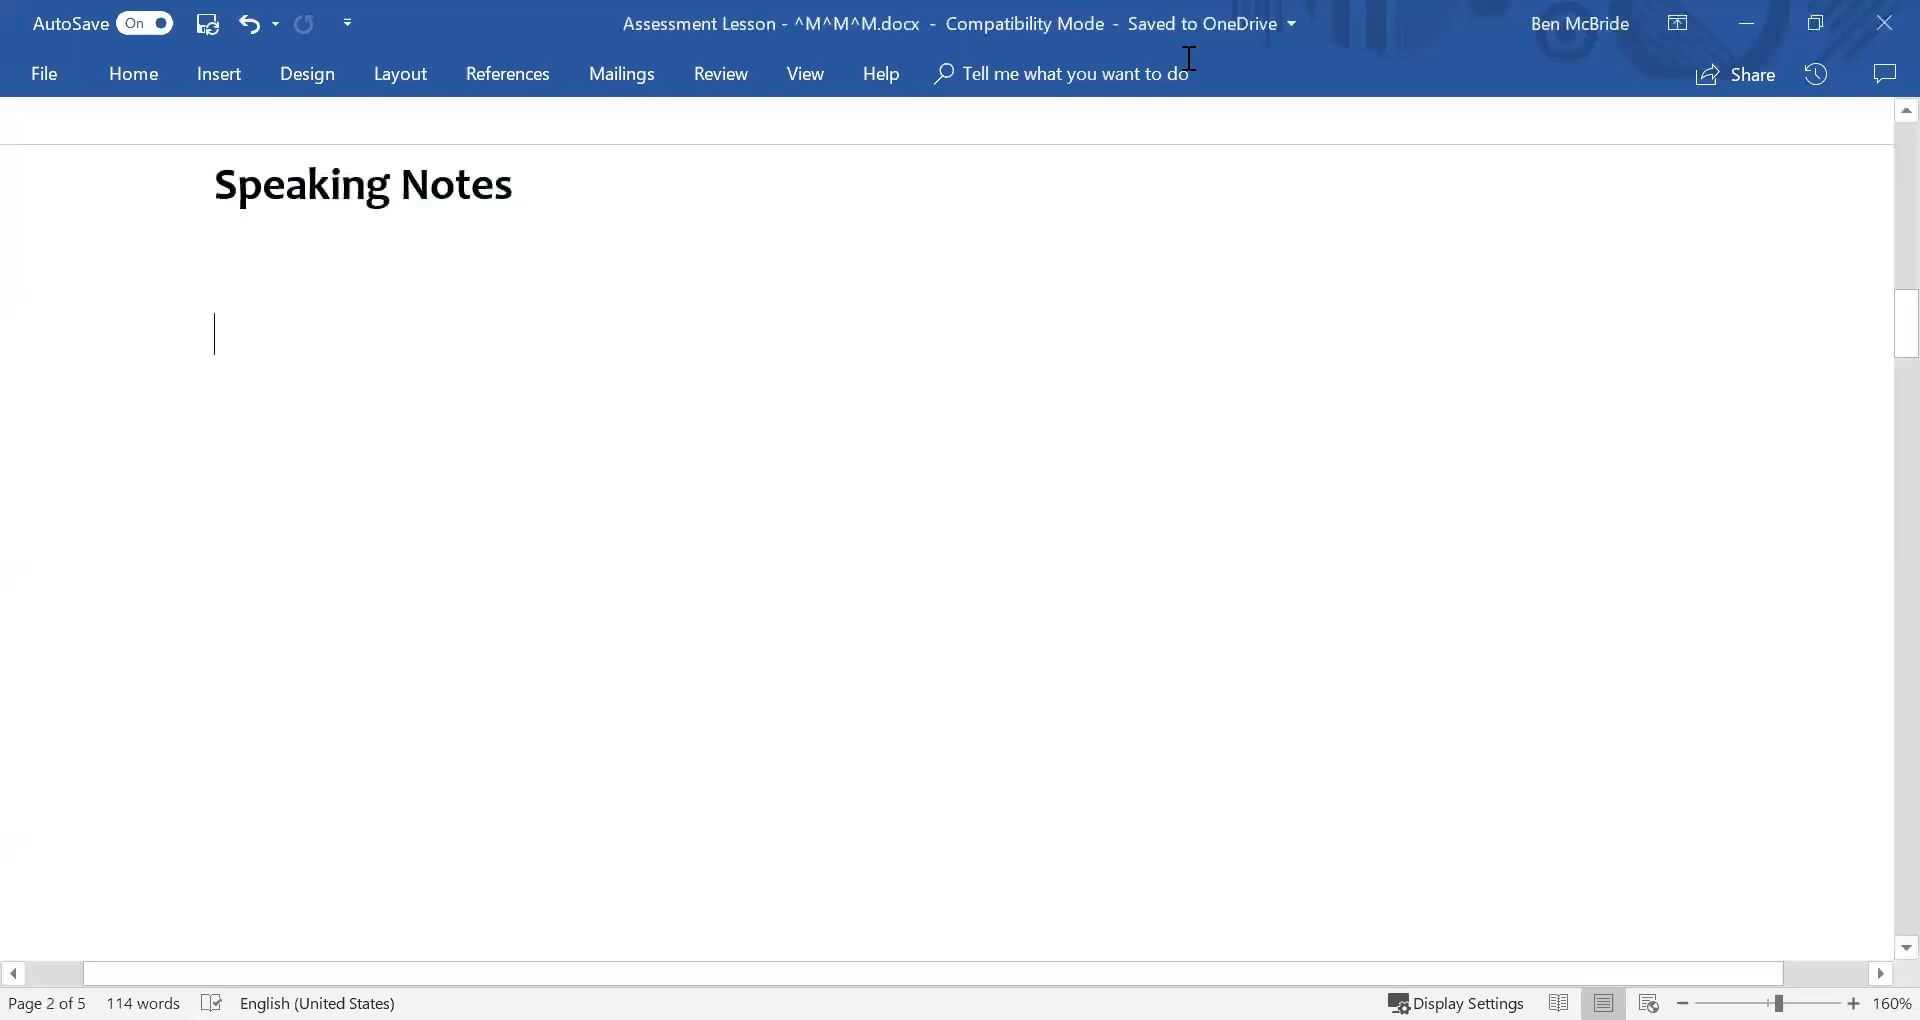 AutoSave On Assessment Lesson - ^M^M^M.docx - Compatibility Mode - Saved to OneDrive Ben McBride
File Home Insert Design Layout References Mailings Review View Help Tell me what you want to do Share
Speaking Notes
Page 2 of 5 114 words English (United States) Display Settings 160%